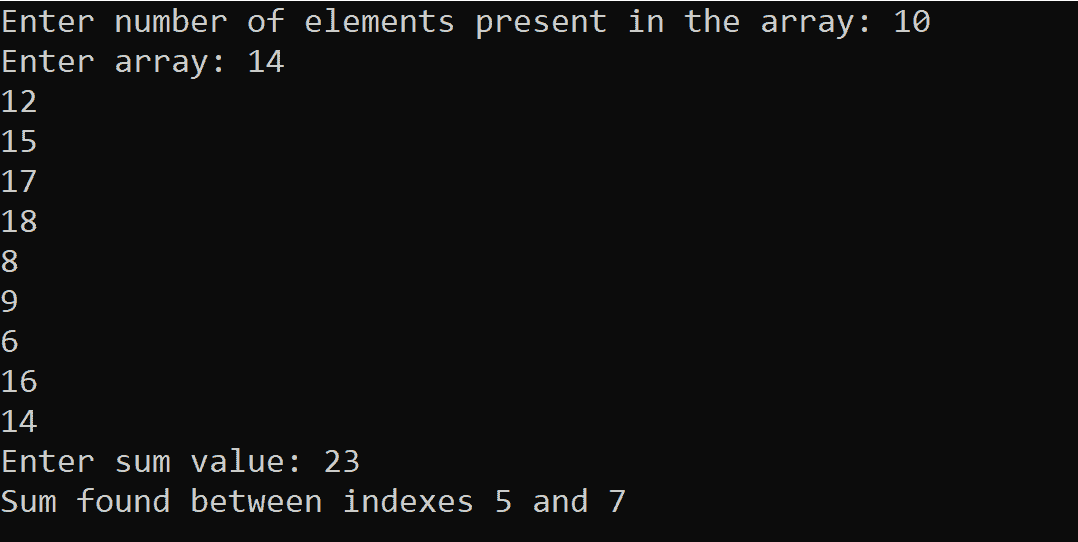 Enter number of elements present in the array: 10
Enter array: 14
12
15
17
18
8
9
6
16
14
Enter sum value: 23
Sum found between indexes 5 and 7